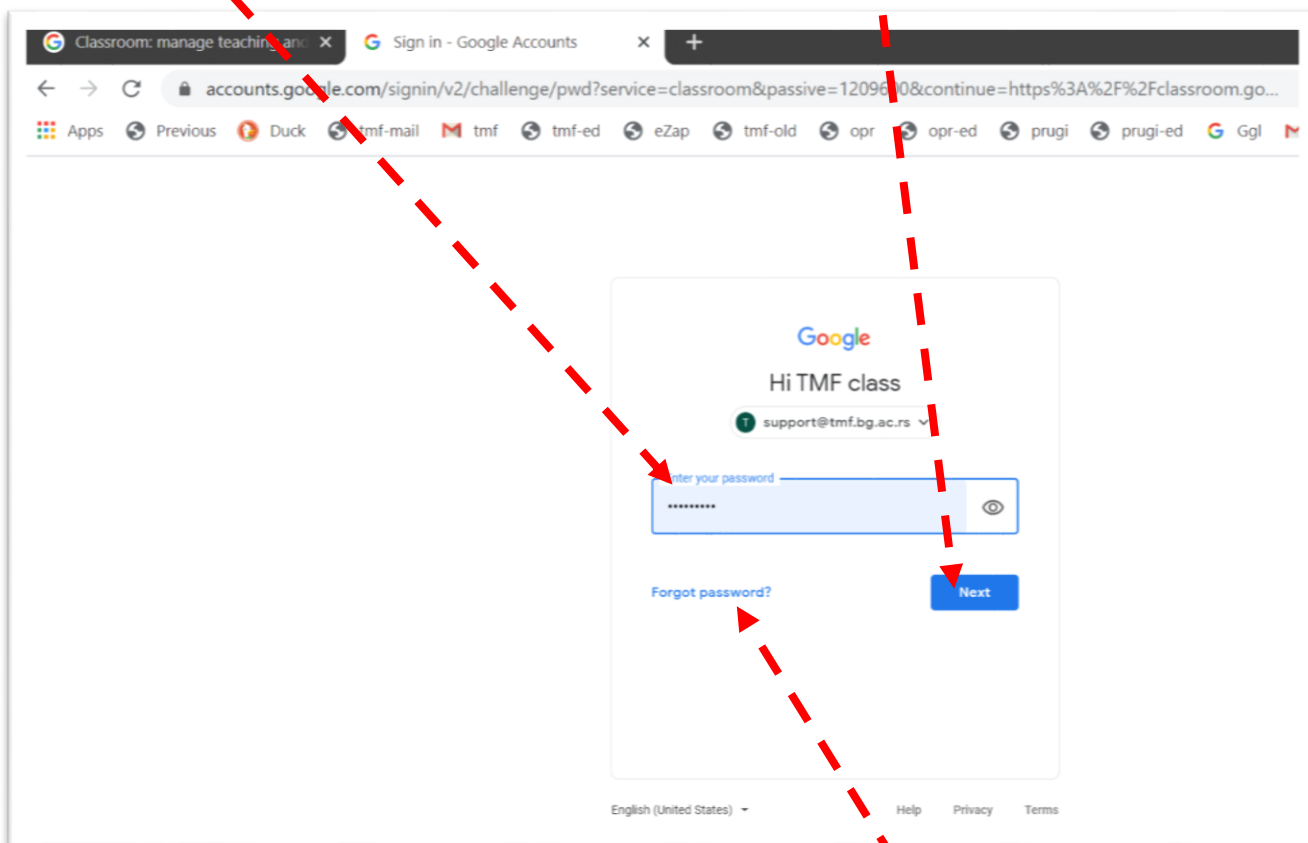 Classroom: manage teaching and
Sign in - Google Accounts
accounts.google.com/signin/v2/challenge/pwd?service=classroom&passive=1209600&continue=https%3A%2F%2Fclassroom.go...
Apps Previous Duck tmf-mail tmf tmf-ed eZap tmf-old opr opr-ed prugi prugi-ed Ggl
Google
Hi TMF class
T support@tmf.bg.ac.rs
Enter your password
•••••••••
Forgot password? Next
English (United States) Help Privacy Terms